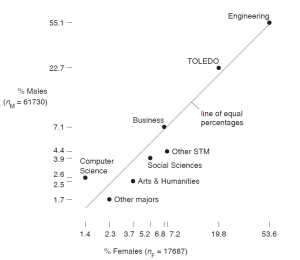 Engineering
55.1
TOLEDO
22.7
% Males
(nM = 61730)
line of equal
percentages
Business
7.1
4.4
Other STM
3.9
Computer
Science
Social Sciences
2.6
2.5
Arts & Humanities
1.7
Other majors
1.4 2.3 3.7 5.2 6.8 7.2 19.8 53.6
% Females (nF = 17687)